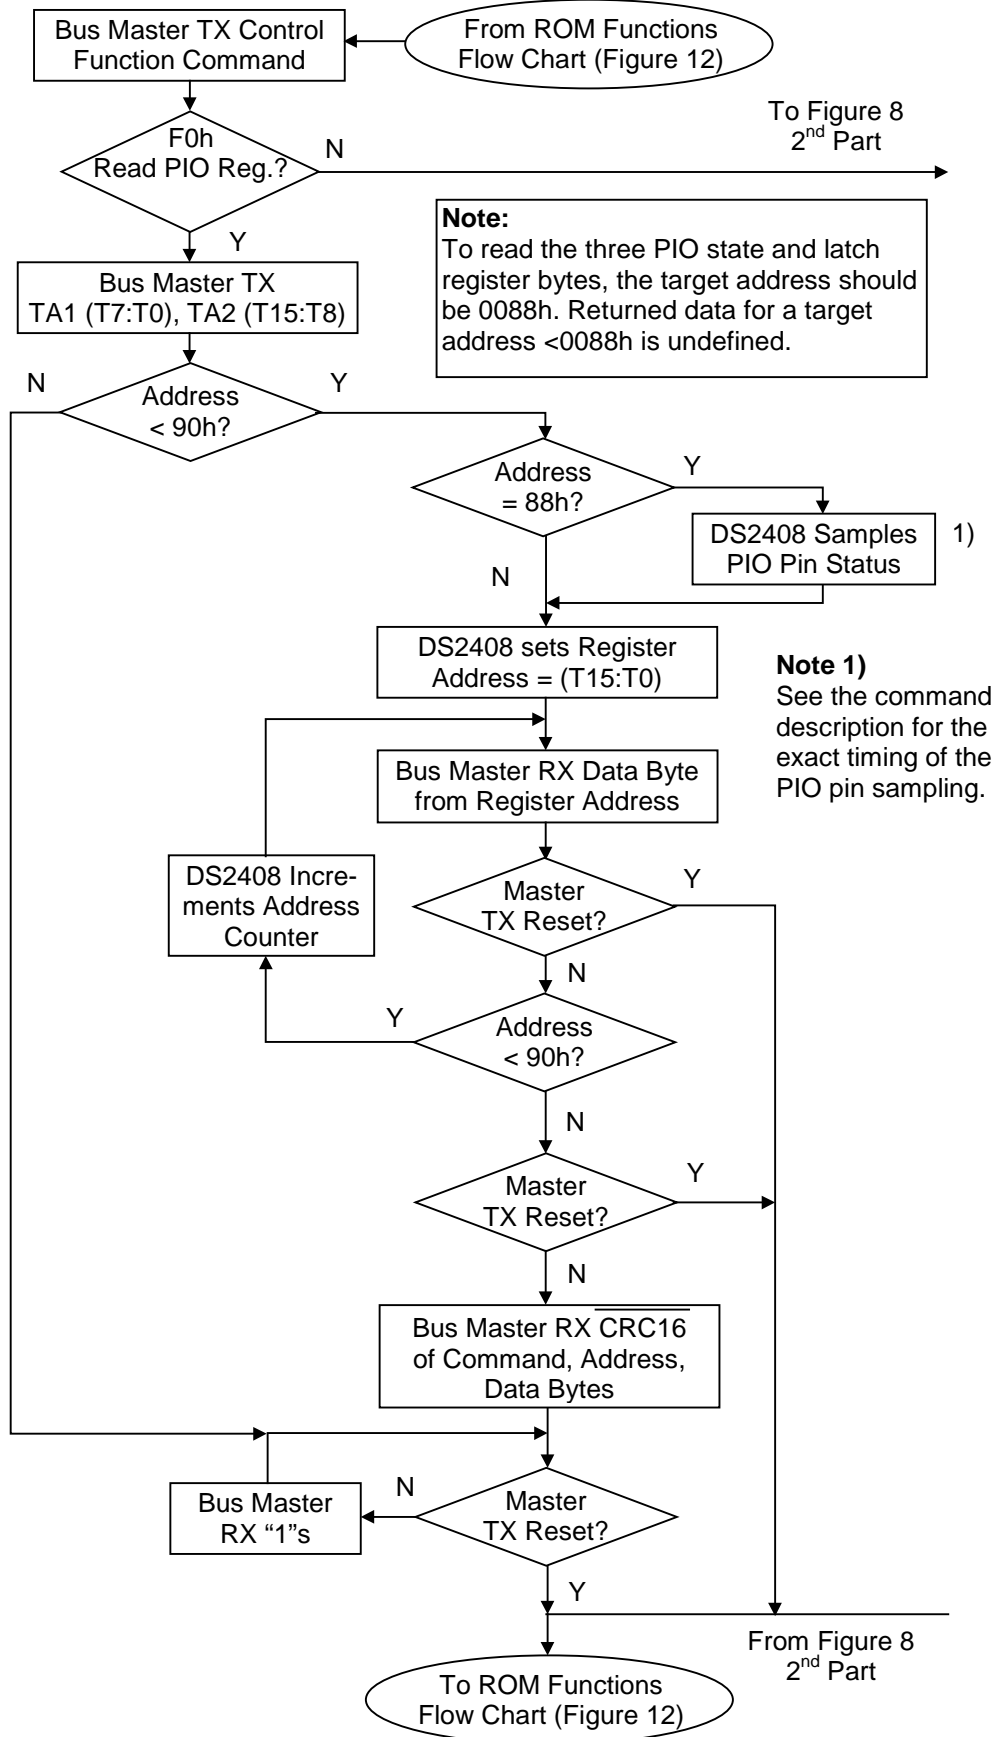 Bus Master TX Control
Function Command
From ROM Functions
Flow Chart (Figure 12)
To Figure 8
2nd Part
F0h
Read PIO Reg.?
N
Y
Note:
To read the three PIO state and latch
register bytes, the target address should
be 0088h. Returned data for a target
address <0088h is undefined.
Bus Master TX
TA1 (T7:T0), TA2 (T15:T8)
N
Address
< 90h?
Y
Address
= 88h?
Y
N
DS2408 Samples
PIO Pin Status
1)
DS2408 sets Register
Address = (T15:T0)
Note 1)
See the command
description for the
exact timing of the
PIO pin sampling.
Bus Master RX Data Byte
from Register Address
DS2408 Incre-
ments Address
Counter
Master
TX Reset?
Y
N
Y
Address
< 90h?
N
Master
TX Reset?
Y
N
Bus Master RX CRC16
of Command, Address,
Data Bytes
Bus Master
RX “1”s
N
Master
TX Reset?
Y
From Figure 8
2nd Part
To ROM Functions
Flow Chart (Figure 12)